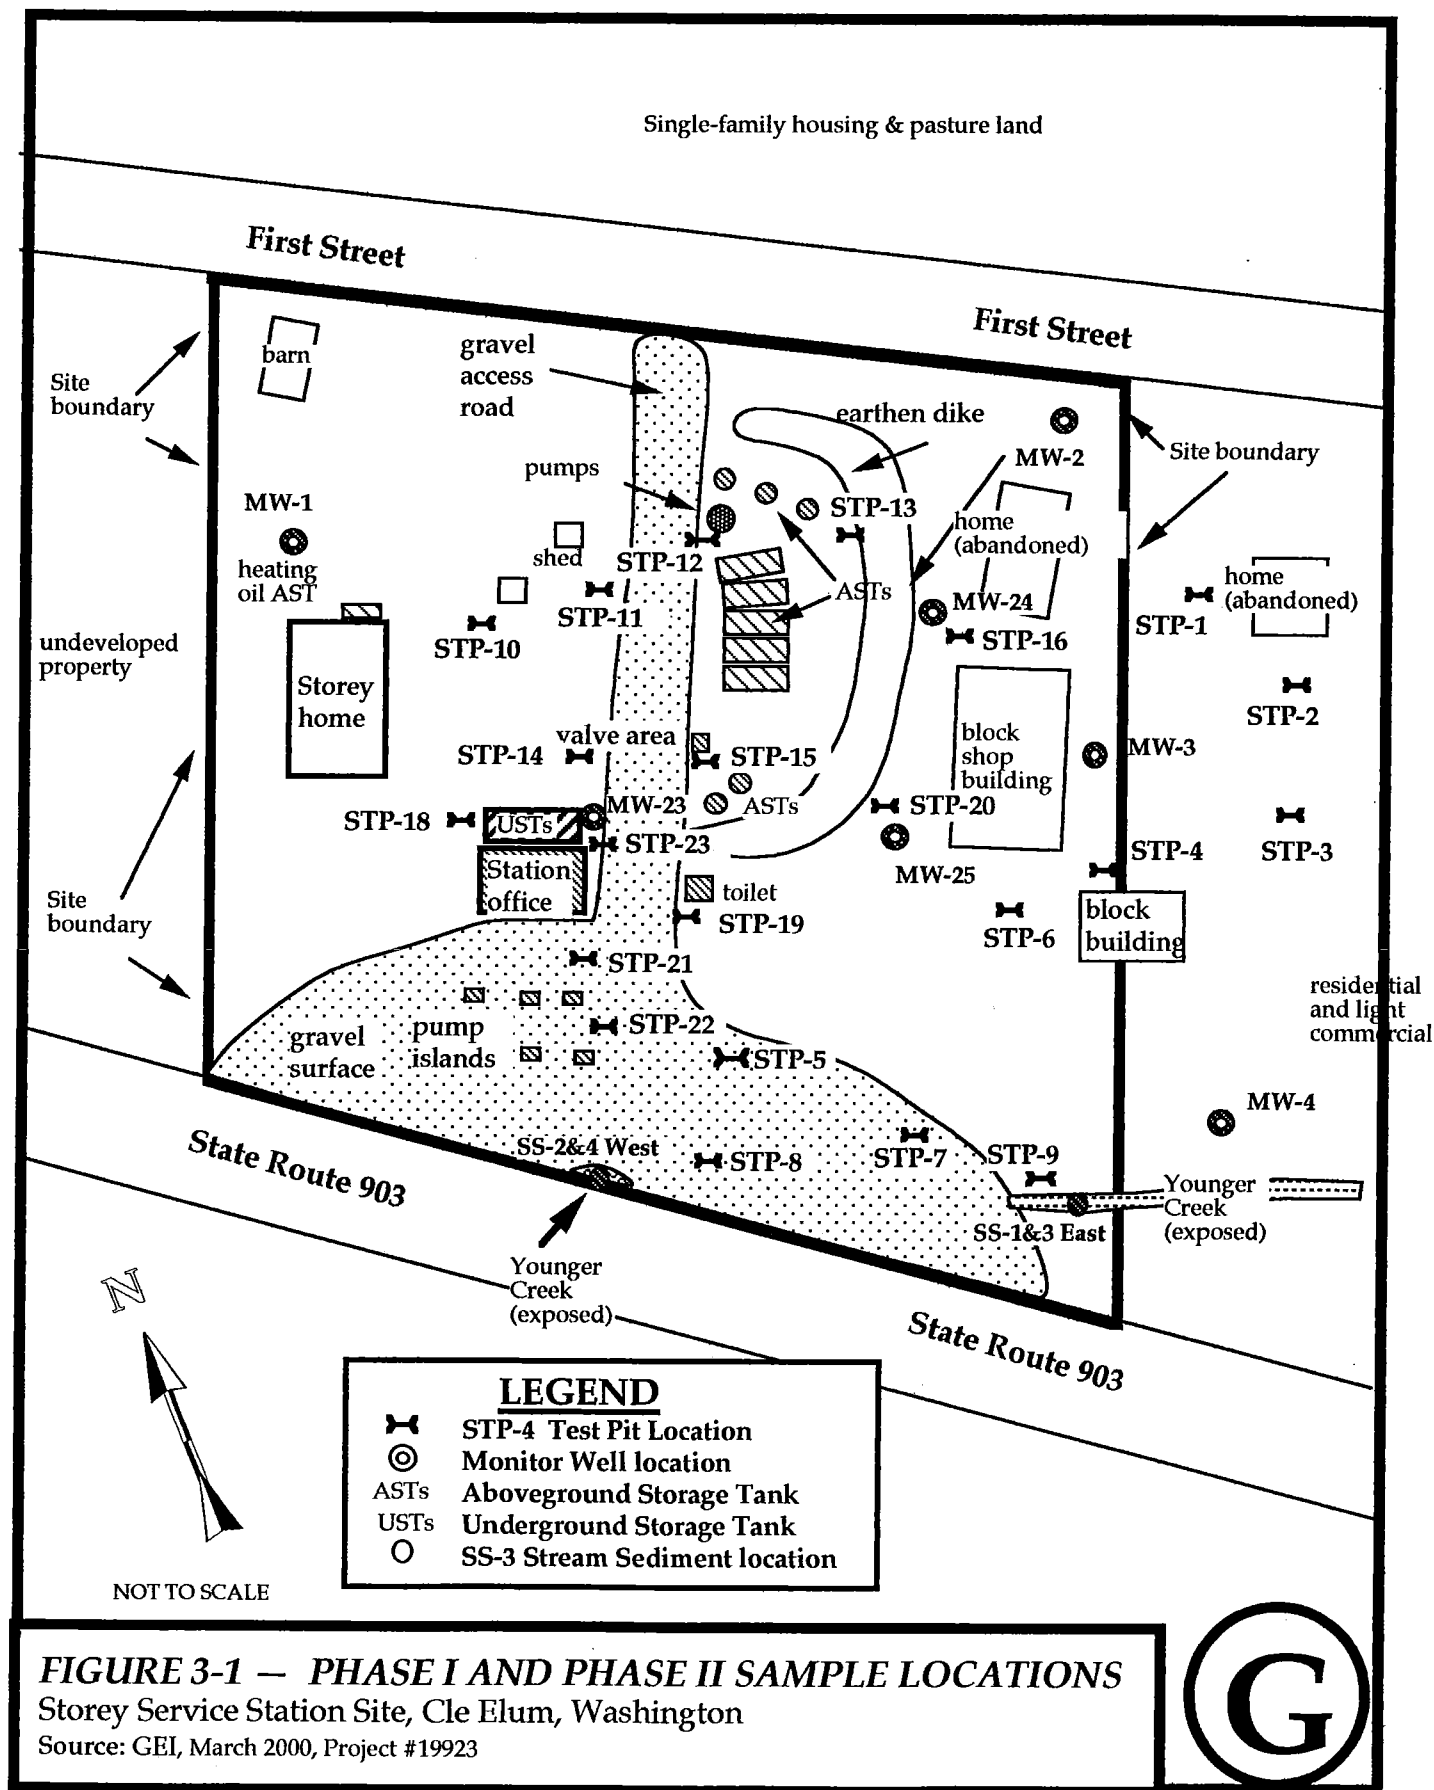 Single-family housing & pasture land
First Street
First Street
barn
gravel
access
road
Site
boundary
earthen dike
MW-2
Site boundary
pumps
MW-1
STP-13
home
(abandoned)
shed
STP-12
heating
oil AST
ASTs
MW-24
home
(abandoned)
STP-11
STP-1
STP-10
STP-16
undeveloped
property
Storey
home
STP-2
valve area
STP-14
STP-15
block
shop
building
MW-3
MW-23
ASTs
STP-20
STP-18
USTs
STP-23
STP-4
STP-3
Station
office
MW-25
toilet
Site
boundary
STP-19
STP-6
block
building
STP-21
residential
and light
commercial
STP-22
gravel
surface
pump
islands
STP-5
MW-4
SS-2&4 West
STP-8
STP-7
STP-9
State Route 903
Younger
Creek
(exposed)
SS-1&3 East
N
Younger
Creek
(exposed)
State Route 903
LEGEND
STP-4 Test Pit Location
Monitor Well location
ASTs Aboveground Storage Tank
USTs Underground Storage Tank
SS-3 Stream Sediment location
NOT TO SCALE
FIGURE 3-1 — PHASE I AND PHASE II SAMPLE LOCATIONS
Storey Service Station Site, Cle Elum, Washington
Source: GEI, March 2000, Project #19923
G